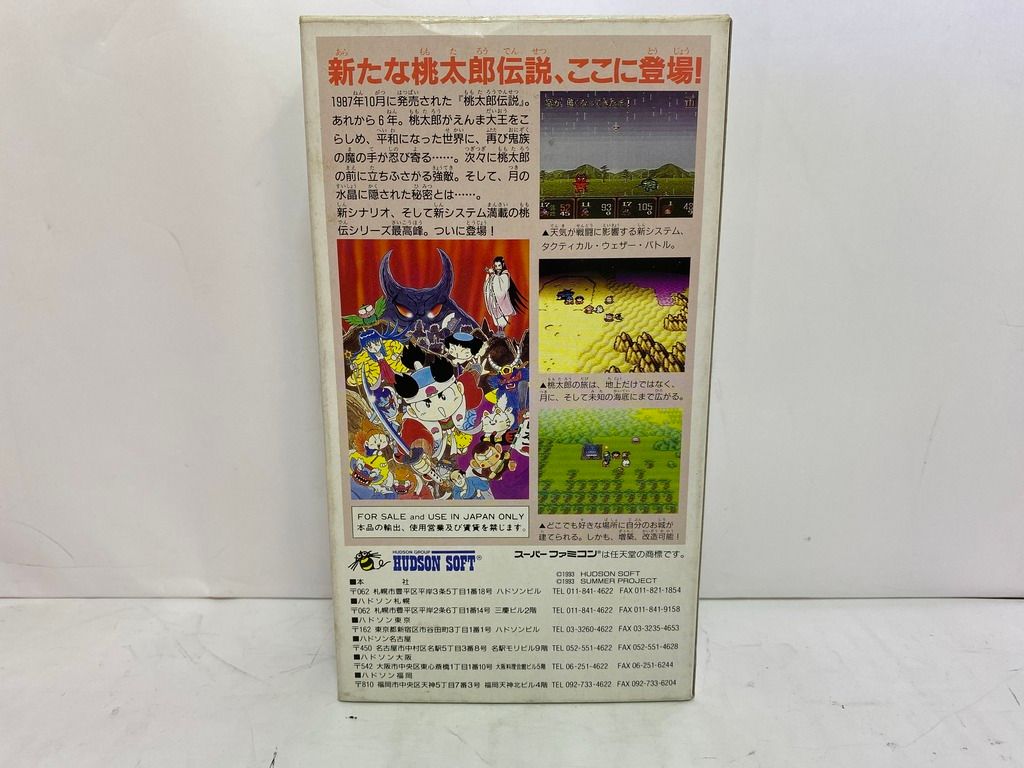 新たな桃太郎伝説、ここに登場!
1987年10月に発売された『桃太郎伝説』。
あれから6年。桃太郎がえんま大王をこ
らしめ、平和になった世界に、再び鬼族
の魔の手が忍び寄る……。次々に桃太郎
の前に立ちふさがる強敵。そして、月の
水晶に隠された秘密とは……。
新シナリオ、そして新システム満載の桃
伝シリーズ最高峰。ついに登場!
▲天気が戦闘に影響する新システム、
タクティカル・ウェザー・バトル。
▲桃太郎の旅は、地上だけではなく、
月に、そして未知の海底にまで広がる。
▲どこでも好きな場所に自分のお城が
建てられる。しかも、増築、改造可能!
FOR SALE and USE IN JAPAN ONLY
本品の輸出、使用営業及び賃貸を禁じます。
HUDSON GROUP
HUDSON SOFT®
スーパーファミコン®は任天堂の商標です。
©1993 HUDSON SOFT
©1993 SUMMER PROJECT
■本社
〒062 札幌市豊平区平岸3条5丁目1番18号 ハドソンビル TEL 011-841-4622 FAX 011-821-1854
■ハドソン札幌
〒062 札幌市豊平区平岸2条6丁目1番14号 三慶ビル2階 TEL 011-841-4622 FAX 011-841-9158
■ハドソン東京
〒162 東京都新宿区市谷田町3丁目1番1号 ハドソンビル TEL 03-3260-4622 FAX 03-3235-4653
■ハドソン名古屋
〒450 名古屋市中村区名駅5丁目3番8号 名駅モリビル9階 TEL 052-551-4622 FAX 052-551-4628
■ハドソン大阪
〒542 大阪市中央区東心斎橋1丁目1番10号 大阪料理会館ビル5階 TEL 06-251-4622 FAX 06-251-6244
■ハドソン福岡
〒810 福岡市中央区天神5丁目7番3号 福岡天神北ビル4階 TEL 092-733-4622 FAX 092-733-6204